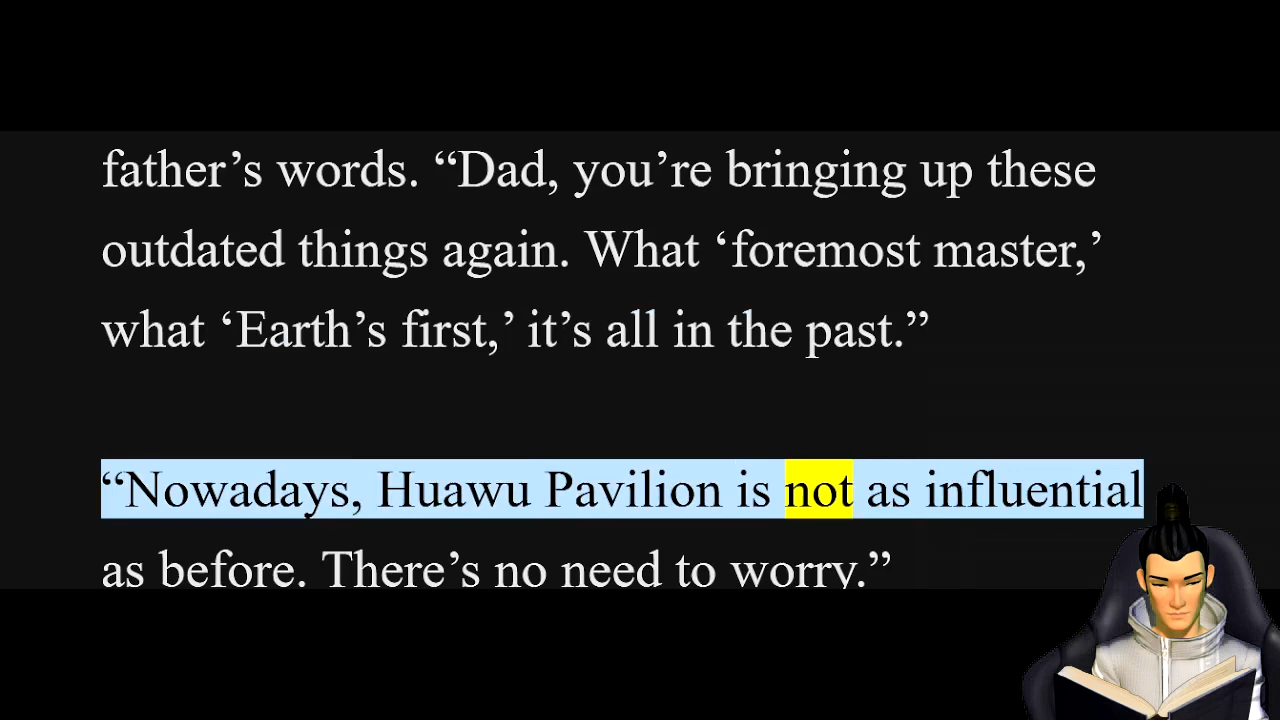 father’s words. “Dad, you’re bringing up these
outdated things again. What ‘foremost master,’
what ‘Earth’s first,’ it’s all in the past.”
“Nowadays, Huawu Pavilion is not as influential
as before. There’s no need to worry.”